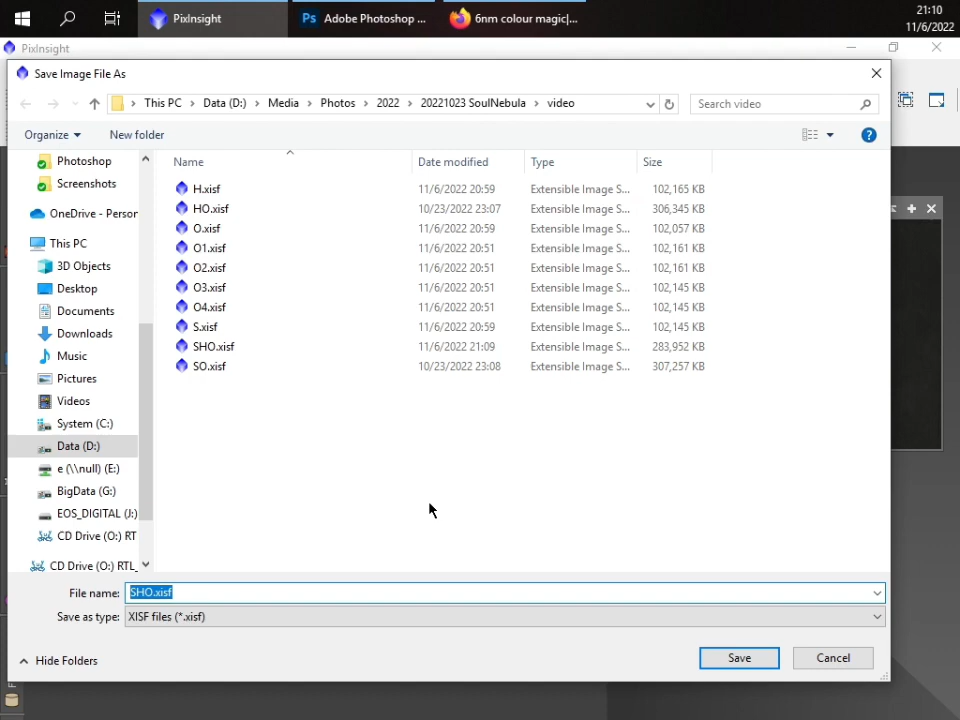 PixInsight
Ps Adobe Photoshop ...
6nm colour magic|...
21:10
11/6/2022
PixInsight
Save Image File As
This PC > Data (D:) > Media > Photos > 2022 > 20221023 SoulNebula > video
Search video
Organize
New folder
Photoshop
Screenshots
OneDrive - Person
This PC
3D Objects
Desktop
Documents
Downloads
Music
Pictures
Videos
System (C:)
Data (D:)
e (\\null) (E:)
BigData (G:)
EOS_DIGITAL (J:)
CD Drive (O:) RT
CD Drive (O:) RTL_
Name Date modified Type Size
H.xisf 11/6/2022 20:59 Extensible Image S... 102,165 KB
HO.xisf 10/23/2022 23:07 Extensible Image S... 306,345 KB
O.xisf 11/6/2022 20:59 Extensible Image S... 102,057 KB
O1.xisf 11/6/2022 20:51 Extensible Image S... 102,161 KB
O2.xisf 11/6/2022 20:51 Extensible Image S... 102,161 KB
O3.xisf 11/6/2022 20:51 Extensible Image S... 102,145 KB
O4.xisf 11/6/2022 20:51 Extensible Image S... 102,145 KB
S.xisf 11/6/2022 20:59 Extensible Image S... 102,145 KB
SHO.xisf 11/6/2022 21:09 Extensible Image S... 283,952 KB
SO.xisf 10/23/2022 23:08 Extensible Image S... 307,257 KB
File name: SHO.xisf
Save as type: XISF files (*.xisf)
Hide Folders
Save
Cancel